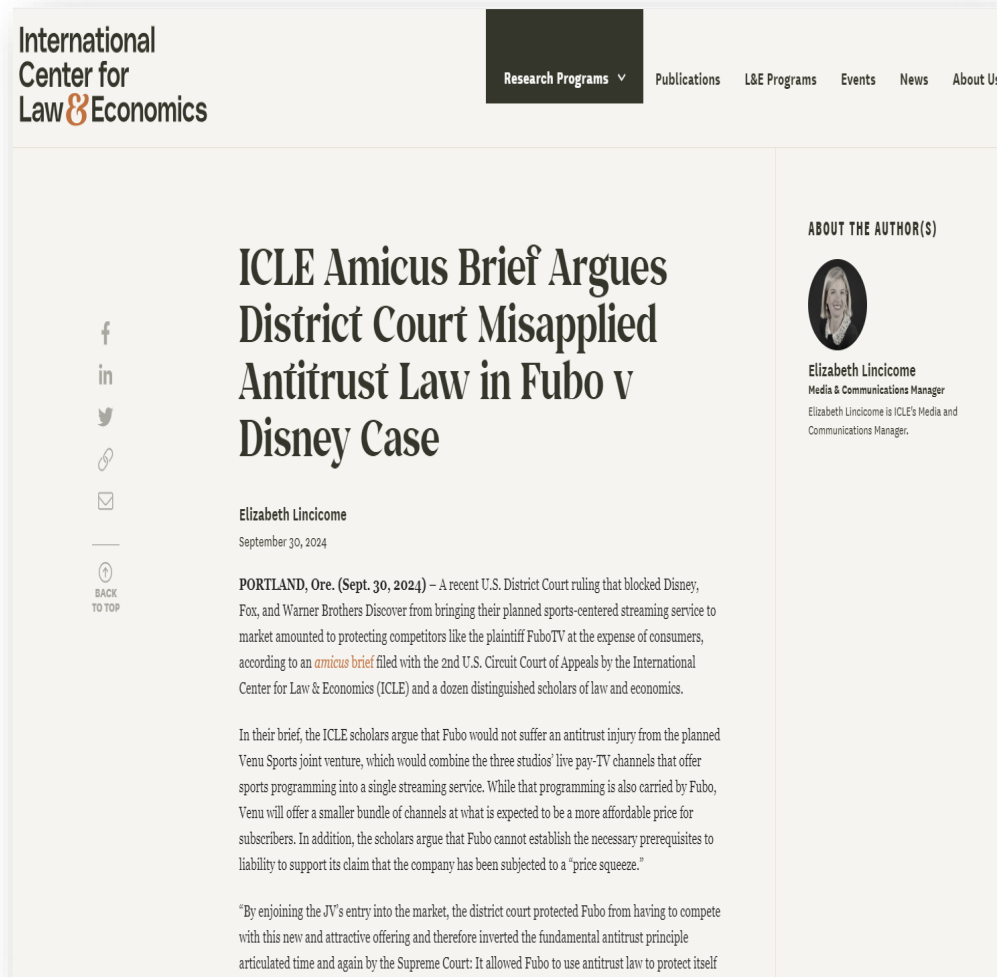 International
Center for
Law & Economics
Research Programs
Publications
L&E Programs
Events
News
About Us
ICLE Amicus Brief Argues
District Court Misapplied
Antitrust Law in Fubo v
Disney Case
Elizabeth Lincicome
September 30, 2024
BACK
TO TOP
PORTLAND, Ore. (Sept. 30, 2024) – A recent U.S. District Court ruling that blocked Disney,
Fox, and Warner Brothers Discover from bringing their planned sports-centered streaming service to
market amounted to protecting competitors like the plaintiff FuboTV at the expense of consumers,
according to an amicus brief filed with the 2nd U.S. Circuit Court of Appeals by the International
Center for Law & Economics (ICLE) and a dozen distinguished scholars of law and economics.
In their brief, the ICLE scholars argue that Fubo would not suffer an antitrust injury from the planned
Venu Sports joint venture, which would combine the three studios’ live pay-TV channels that offer
sports programming into a single streaming service. While that programming is also carried by Fubo,
Venu will offer a smaller bundle of channels at what is expected to be a more affordable price for
subscribers. In addition, the scholars argue that Fubo cannot establish the necessary prerequisites to
liability to support its claim that the company has been subjected to a “price squeeze.”
“By enjoining the JV’s entry into the market, the district court protected Fubo from having to compete
with this new and attractive offering and therefore inverted the fundamental antitrust principle
articulated time and again by the Supreme Court: It allowed Fubo to use antitrust law to protect itself
ABOUT THE AUTHOR(S)
Elizabeth Lincicome
Media & Communications Manager
Elizabeth Lincicome is ICLE's Media and
Communications Manager.